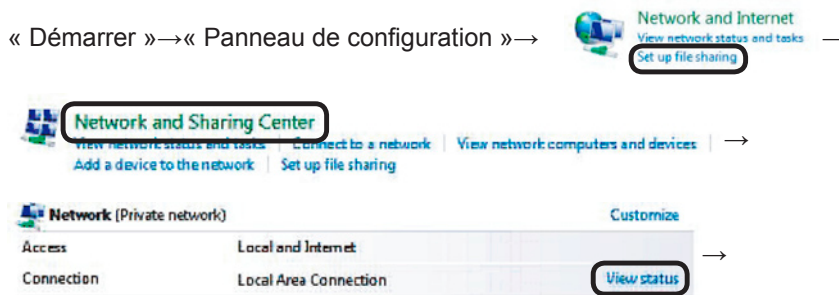 « Démarrer »→« Panneau de configuration »→
Network and Internet
View network status and tasks
Set up file sharing
→
Network and Sharing Center
View network status and tasks | Connect to a network | View network computers and devices | →
Add a device to the network | Set up file sharing
Network (Private network) Customize
Access Local and Internet
Connection Local Area Connection View status →